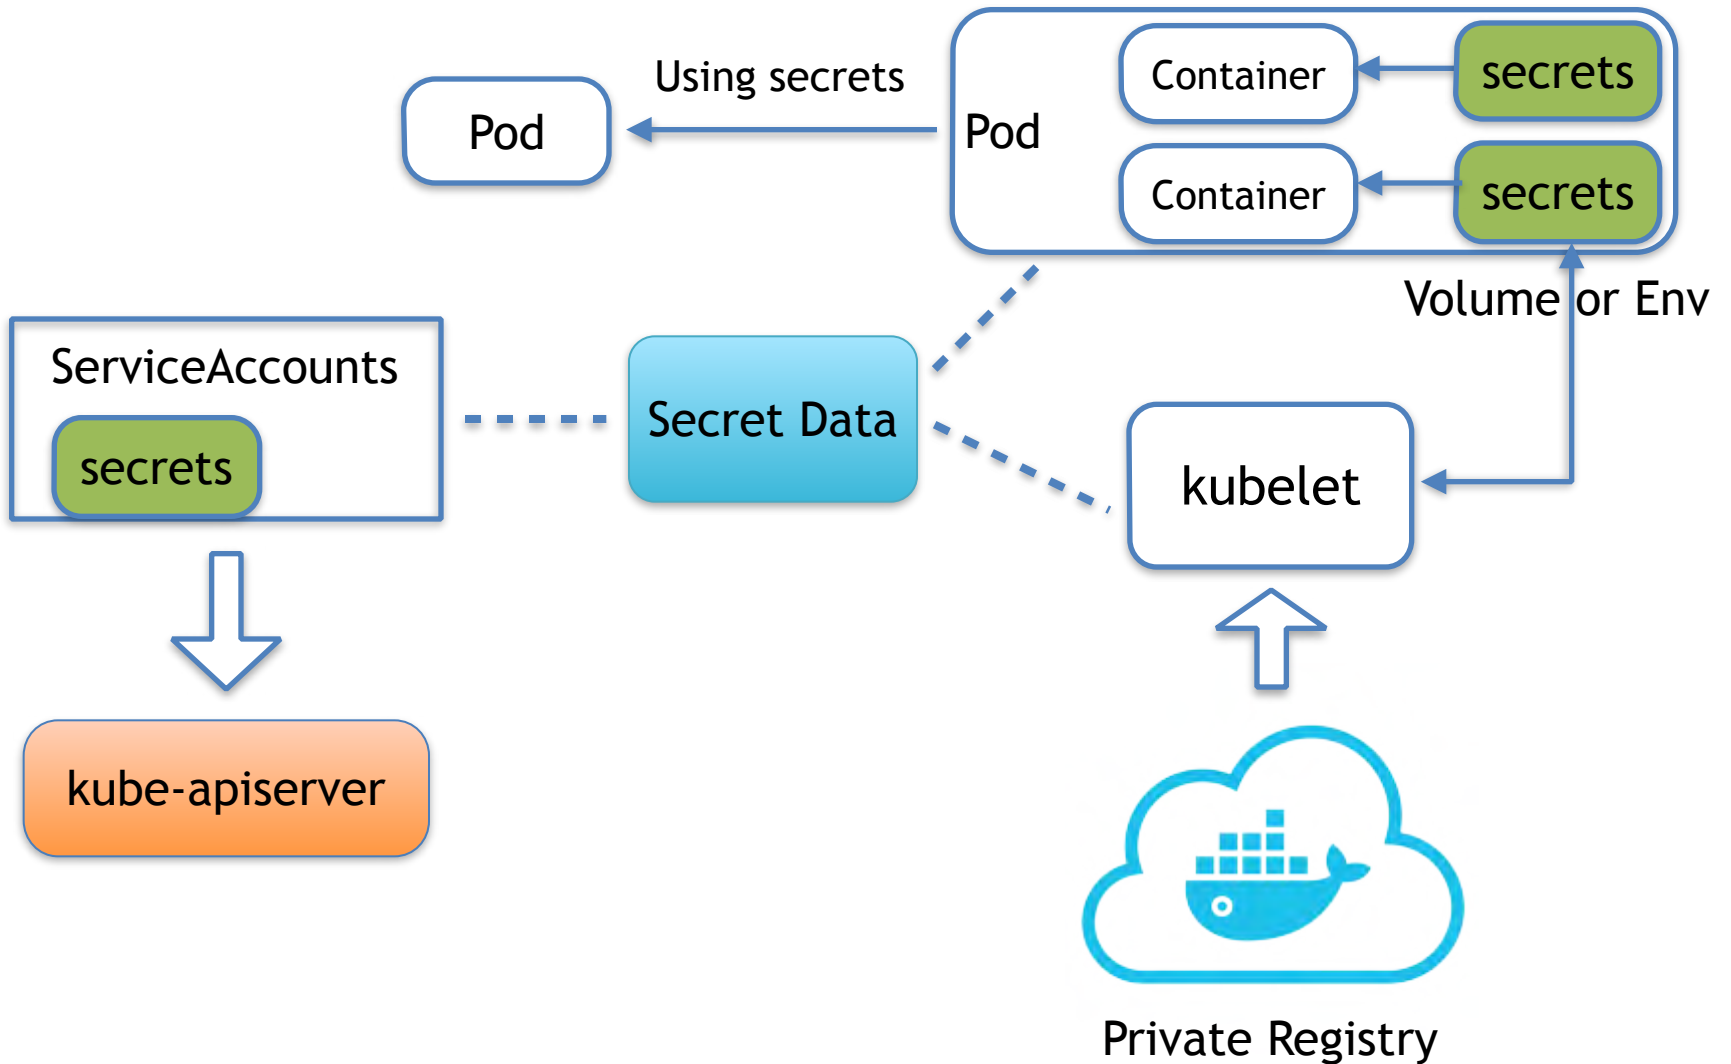 Using secrets
Pod
Pod
Container
secrets
Container
secrets
Volume or Env
ServiceAccounts
secrets
Secret Data
kubelet
kube-apiserver
Private Registry